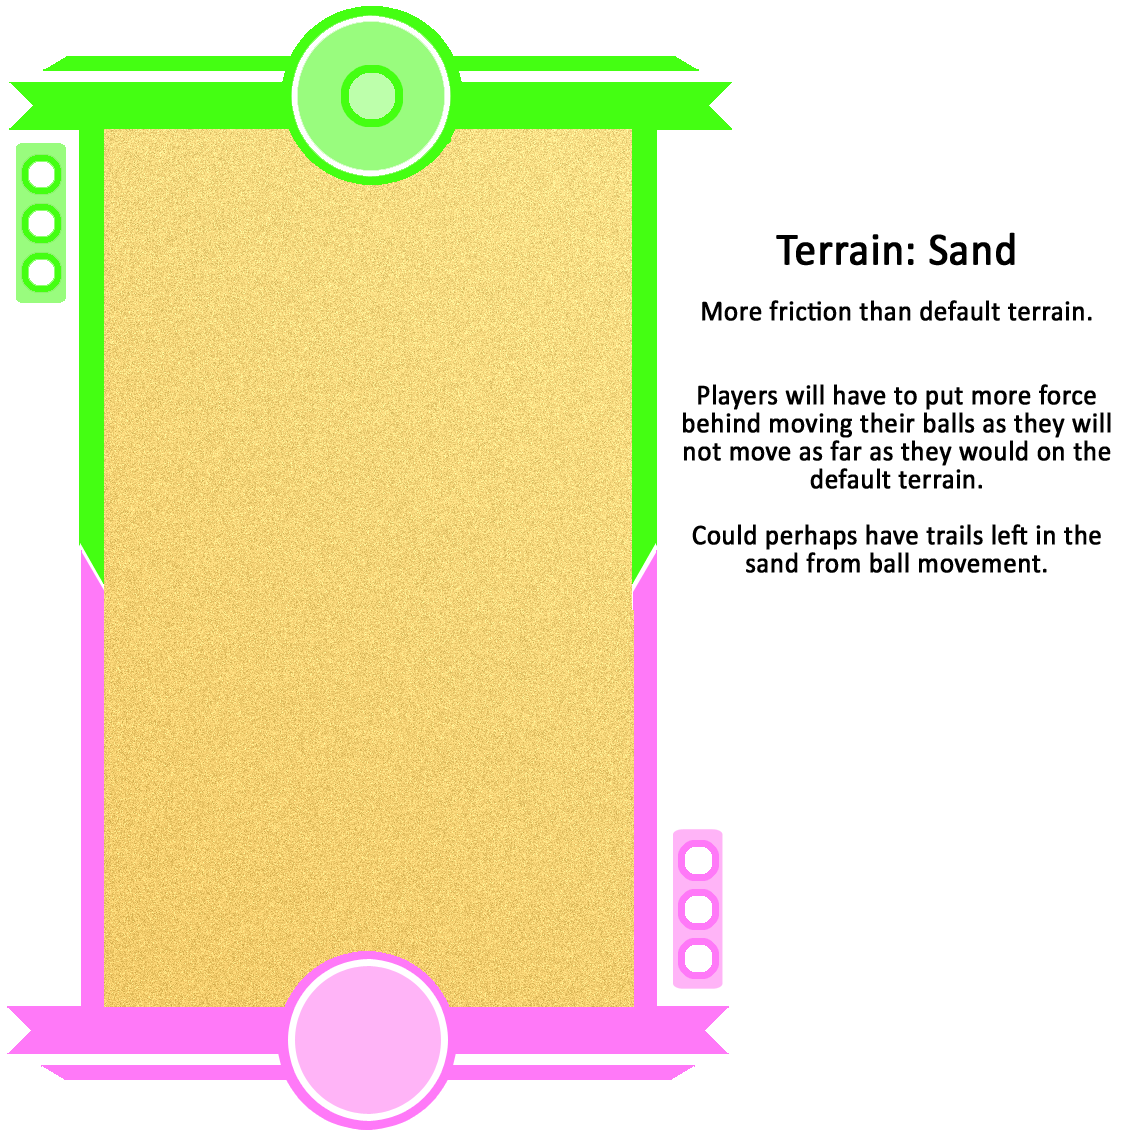 Terrain: Sand
More friction than default terrain.
Players will have to put more force
behind moving their balls as they will
not move as far as they would on the
default terrain.
Could perhaps have trails left in the
sand from ball movement.